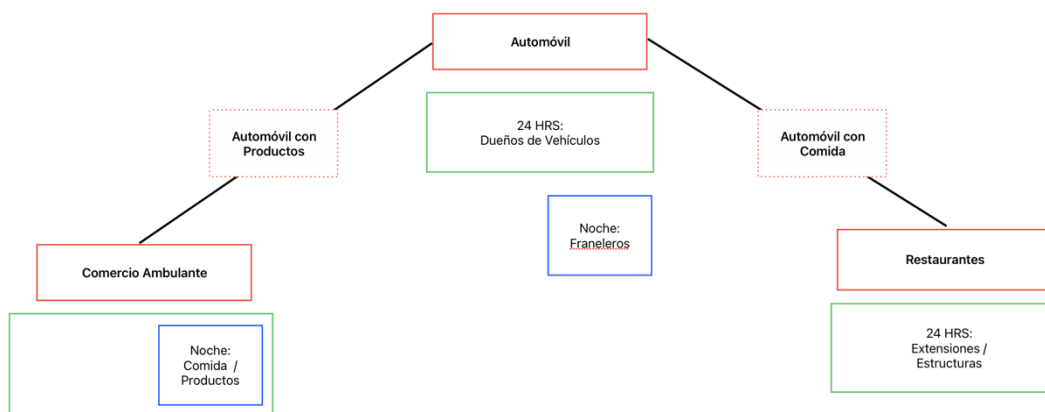 Automóvil
24 HRS:
Dueños de Vehículos
Automóvil con
Productos
Automóvil con
Comida
Noche:
Franeleros
Comercio Ambulante
Restaurantes
Noche:
Comida /
Productos
24 HRS:
Extensiones /
Estructuras